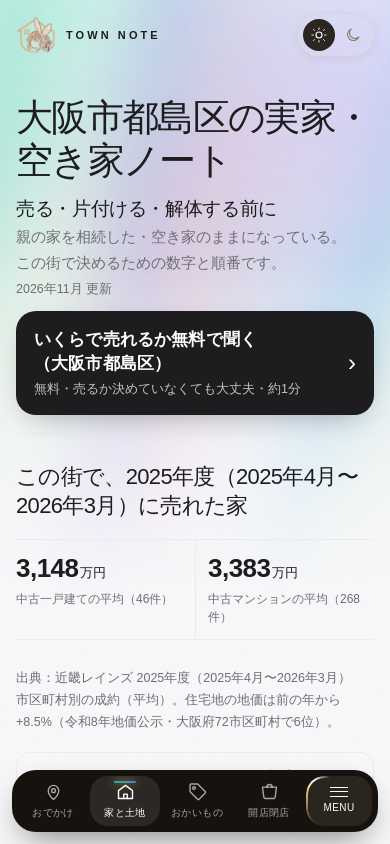 TOWN NOTE
大阪市都島区の実家・
空き家ノート
売る・片付ける・解体する前に
親の家を相続した・空き家のままになっている。
この街で決めるための数字と順番です。
2026年11月 更新
いくらで売れるか無料で聞く
（大阪市都島区）
無料・売るか決めていなくても大丈夫・約1分
›
この街で、2025年度（2025年4月〜
2026年3月）に売れた家
3,148万円
中古一戸建ての平均（46件）
3,383万円
中古マンションの平均（268
件）
出典：近畿レインズ 2025年度（2025年4月〜2026年3月）
市区町村別の成約（平均）。住宅地の地価は前の年から
+8.5%（令和8年地価公示・大阪府72市区町村で6位）。
おでかけ
家と土地
おかいもの
開店閉店
MENU